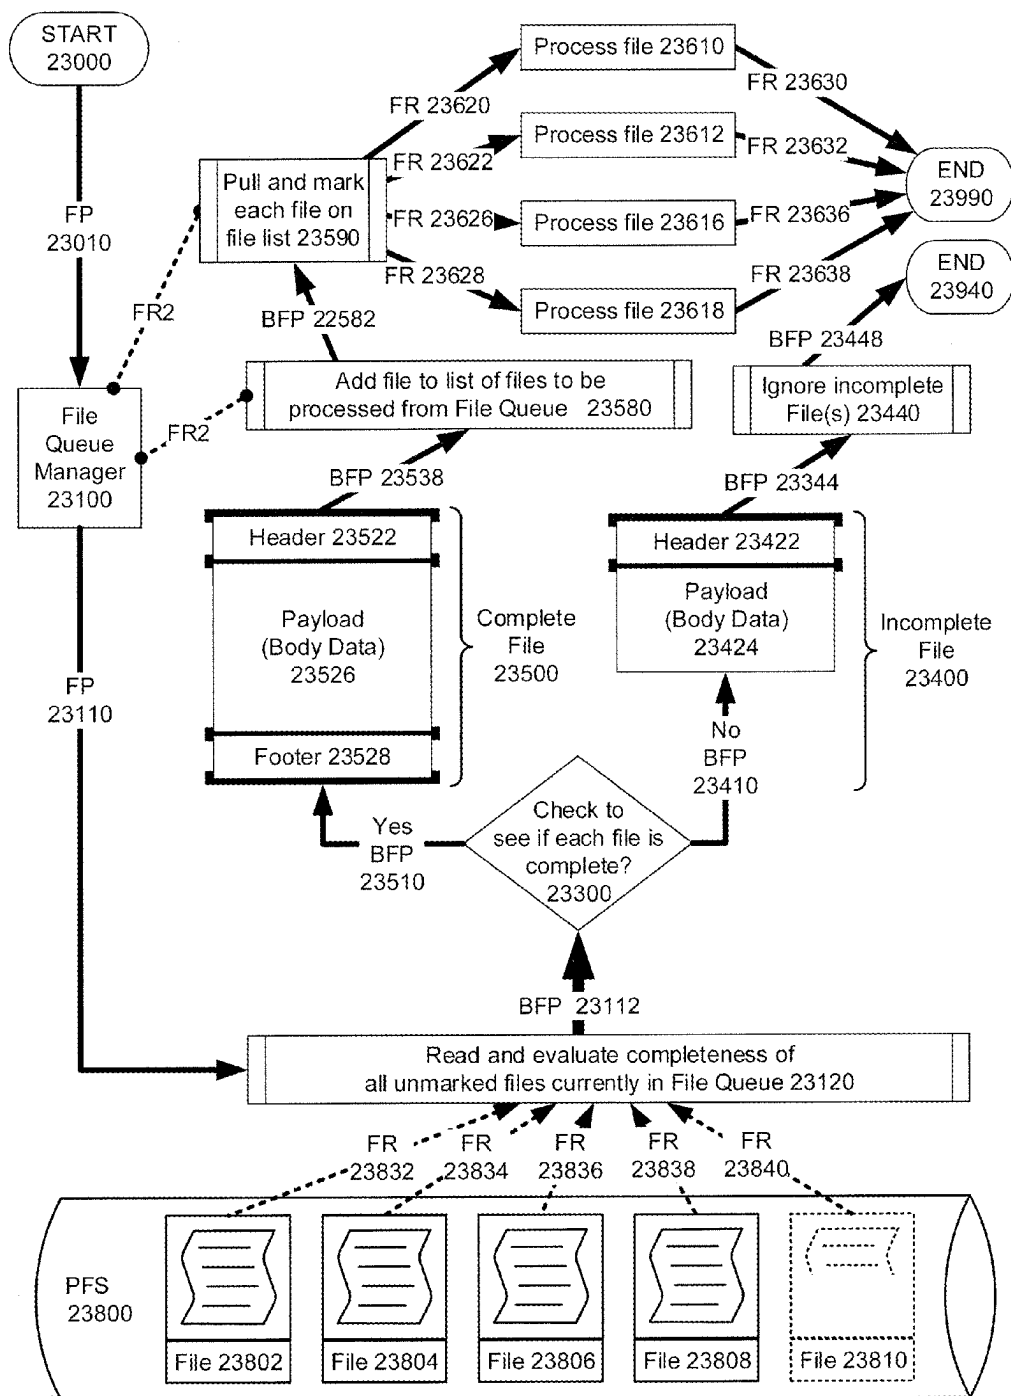 START
23000
Process file 23610
FR 23630
FR 23620
Process file 23612
FR 23632
FR 23622
Pull and mark
each file on
file list 23590
END
23990
FP
23010
FR 23626
Process file 23616
FR 23636
FR 23628
FR 23638
END
23940
FR2
BFP 22582
Process file 23618
BFP 23448
Add file to list of files to be
processed from File Queue 23580
Ignore incomplete
File(s) 23440
File
Queue
Manager
23100
FR2
BFP 23538
BFP 23344
Header 23522
Header 23422
Payload
(Body Data)
23526
Complete
File
23500
Payload
(Body Data)
23424
Incomplete
File
23400
FP
23110
Footer 23528
No
BFP
23410
Yes
BFP
23510
Check to
see if each file is
complete?
23300
BFP 23112
Read and evaluate completeness of
all unmarked files currently in File Queue 23120
FR
23832
FR
23834
FR
23836
FR
23838
FR
23840
PFS
23800
File 23802
File 23804
File 23806
File 23808
File 23810